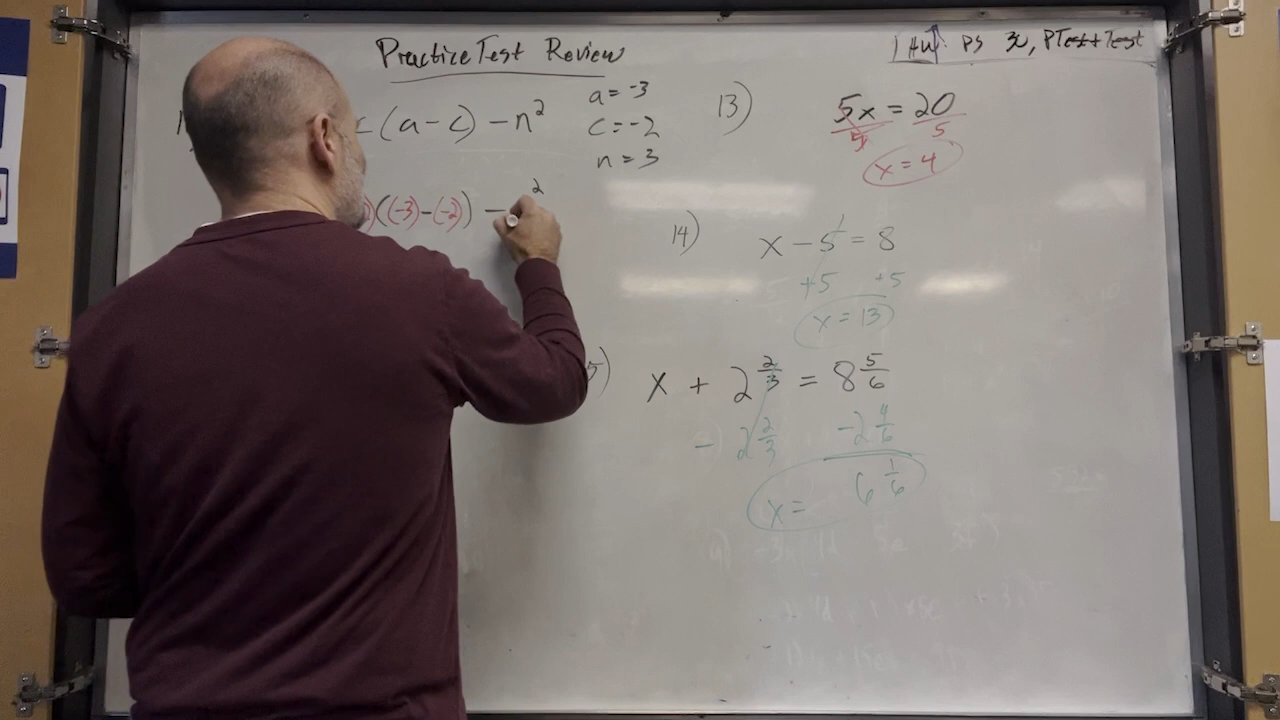 Practice Test Review
(a-c) -n²
a=-3
c=-2
n=3
(-3)-(-2)) - ²
13)
5x = 20
5
x=4
14)
x - 5 = 8
+5 +5
x=13
5)
x + 2 2/3 = 8 5/6
- 2 2/3 -2 4/6
x= 6 1/6
HW: PS 30, PTest+Test